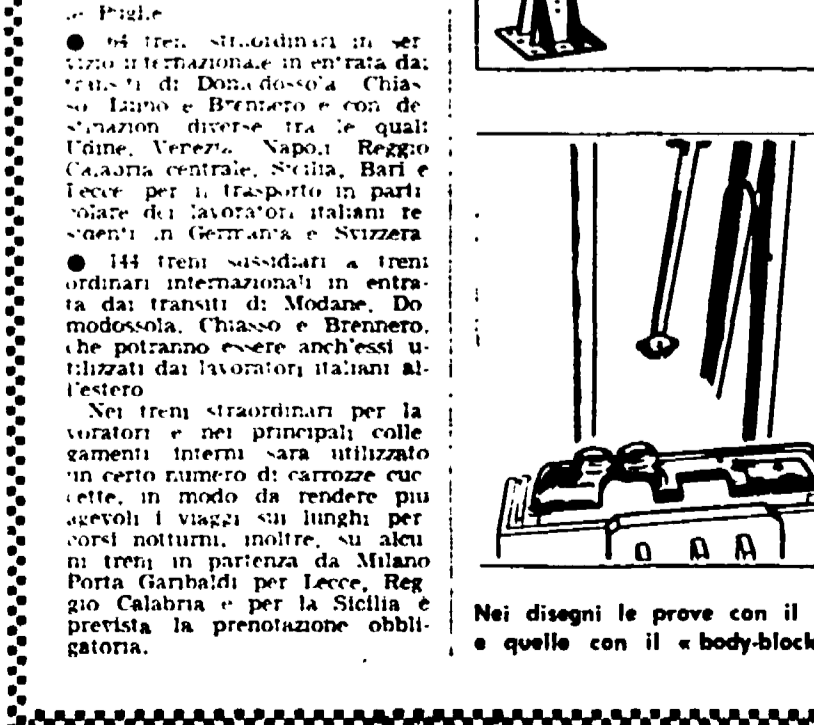 le Puglie
● 64 treni straordinari in ser
vizio internazionale in entrata dai
transiti di Domodossola Chias
so Luino e Brennero e con de
stinazioni diverse tra le quali
Udine, Venezia Napoli Reggio
Calabria centrale, Sicilia, Bari e
Lecce per il trasporto in parti
colare dei lavoratori italiani re
sidenti in Germania e Svizzera
● 144 treni sussidiari a treni
ordinari internazionali in entra-
ta dai transiti di Modane, Do
modossola, Chiasso e Brennero,
che potranno essere anch'essi u-
tilizzati dai lavoratori italiani al-
l'estero
Nei treni straordinari per la
voratori e nei principali colle
gamenti interni sara utilizzato
un certo numero di carrozze cuc
cette, in modo da rendere piu
agevoli i viaggi sui lunghi per
corsi notturni, inoltre, su alcu
ni treni in partenza da Milano
Porta Garibaldi per Lecce, Reg
gio Calabria e per la Sicilia è
prevista la prenotazione obbli-
gatoria.
Nei disegni le prove con il
e quelle con il « body-block